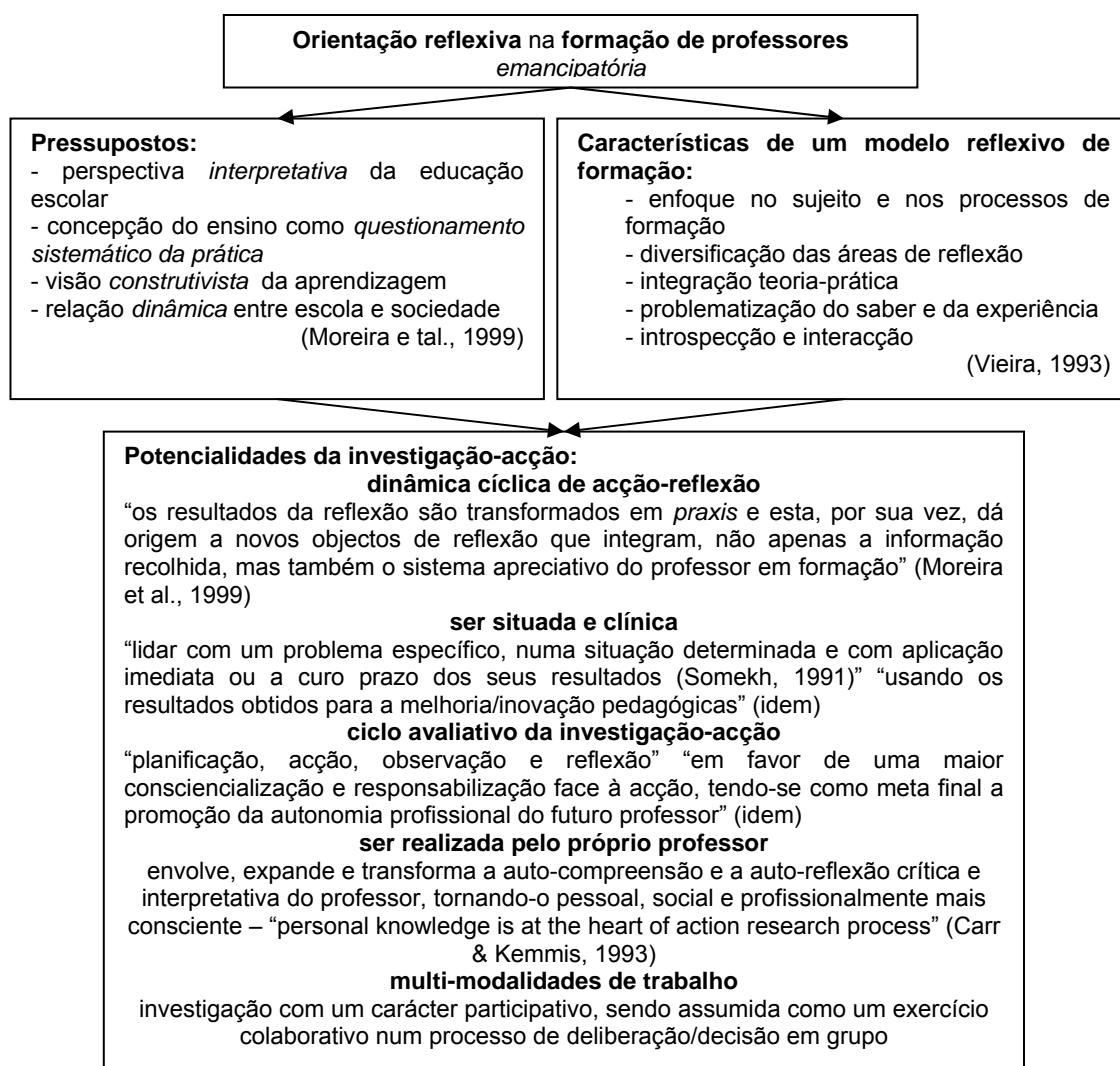 Orientação reflexiva na formação de professores
emancipatória
Pressupostos:
- perspectiva interpretativa da educação
escolar
- concepção do ensino como questionamento
sistemático da prática
- visão construtivista da aprendizagem
- relação dinâmica entre escola e sociedade
(Moreira e tal., 1999)
Características de um modelo reflexivo de
formação:
- enfoque no sujeito e nos processos de
formação
- diversificação das áreas de reflexão
- integração teoria-prática
- problematização do saber e da experiência
- introspecção e interacção
(Vieira, 1993)
Potencialidades da investigação-acção:
dinâmica cíclica de acção-reflexão
“os resultados da reflexão são transformados em praxis e esta, por sua vez, dá
origem a novos objectos de reflexão que integram, não apenas a informação
recolhida, mas também o sistema apreciativo do professor em formação” (Moreira
et al., 1999)
ser situada e clínica
“lidar com um problema específico, numa situação determinada e com aplicação
imediata ou a curo prazo dos seus resultados (Somekh, 1991)” “usando os
resultados obtidos para a melhoria/inovação pedagógicas” (idem)
ciclo avaliativo da investigação-acção
“planificação, acção, observação e reflexão” “em favor de uma maior
consciencialização e responsabilização face à acção, tendo-se como meta final a
promoção da autonomia profissional do futuro professor” (idem)
ser realizada pelo próprio professor
envolve, expande e transforma a auto-compreensão e a auto-reflexão crítica e
interpretativa do professor, tornando-o pessoal, social e profissionalmente mais
consciente – “personal knowledge is at the heart of action research process” (Carr
& Kemmis, 1993)
multi-modalidades de trabalho
investigação com um carácter participativo, sendo assumida como um exercício
colaborativo num processo de deliberação/decisão em grupo